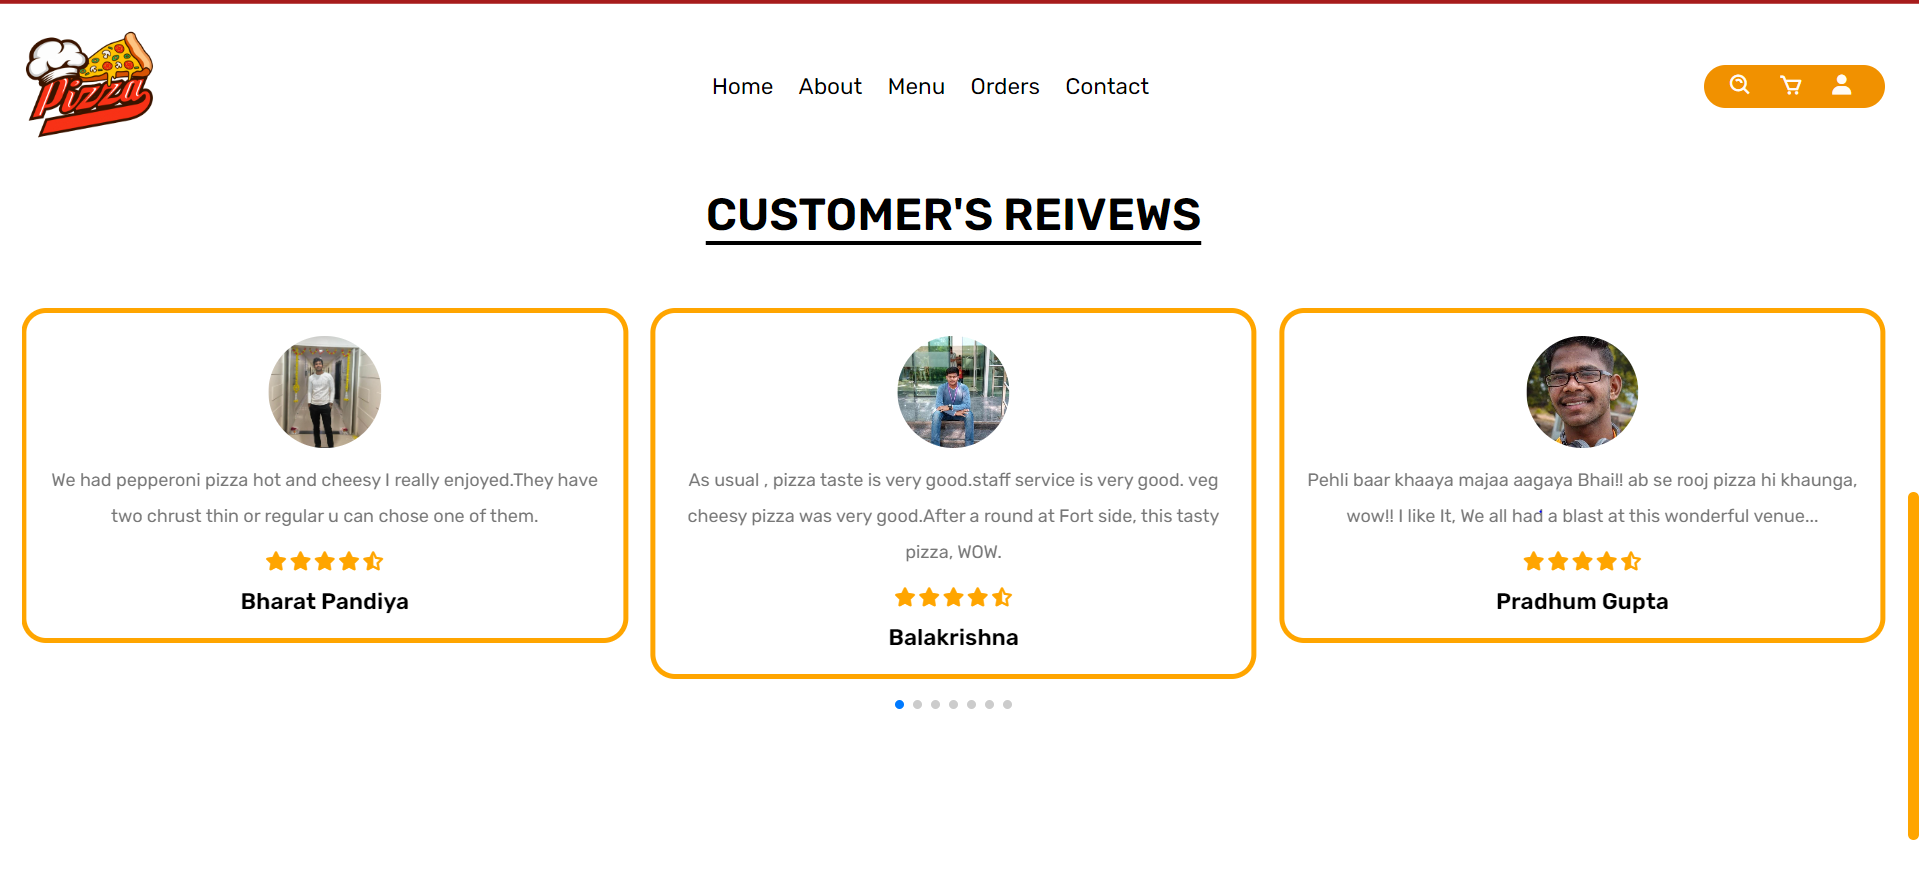 Pizza
Home About Menu Orders Contact
CUSTOMER'S REIVEWS
We had pepperoni pizza hot and cheesy I really enjoyed.They have
two chrust thin or regular u can chose one of them.
Bharat Pandiya
As usual , pizza taste is very good.staff service is very good. veg
cheesy pizza was very good.After a round at Fort side, this tasty
pizza, WOW.
Balakrishna
Pehli baar khaaya majaa aagaya Bhai!! ab se rooj pizza hi khaunga,
wow!! I like It, We all had a blast at this wonderful venue...
Pradhum Gupta